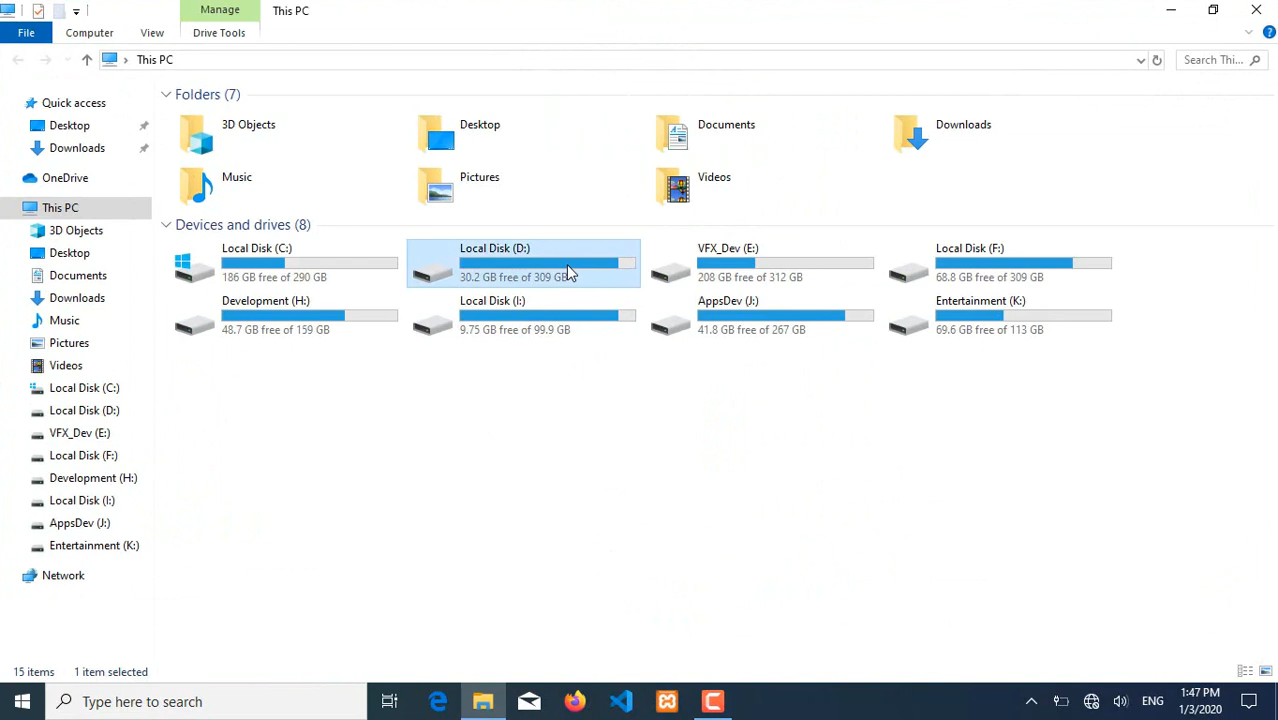 Manage
This PC
File
Computer
View
Drive Tools
This PC
Search Thi...
Quick access
Desktop
Downloads
OneDrive
This PC
3D Objects
Desktop
Documents
Downloads
Music
Pictures
Videos
Local Disk (C:)
Local Disk (D:)
VFX_Dev (E:)
Local Disk (F:)
Development (H:)
Local Disk (I:)
AppsDev (J:)
Entertainment (K:)
Network
Folders (7)
3D Objects
Desktop
Documents
Downloads
Music
Pictures
Videos
Devices and drives (8)
Local Disk (C:)
186 GB free of 290 GB
Local Disk (D:)
30.2 GB free of 309 GB
VFX_Dev (E:)
208 GB free of 312 GB
Local Disk (F:)
68.8 GB free of 309 GB
Development (H:)
48.7 GB free of 159 GB
Local Disk (I:)
9.75 GB free of 99.9 GB
AppsDev (J:)
41.8 GB free of 267 GB
Entertainment (K:)
69.6 GB free of 113 GB
15 items
1 item selected
Type here to search
ENG
1:47 PM
1/3/2020